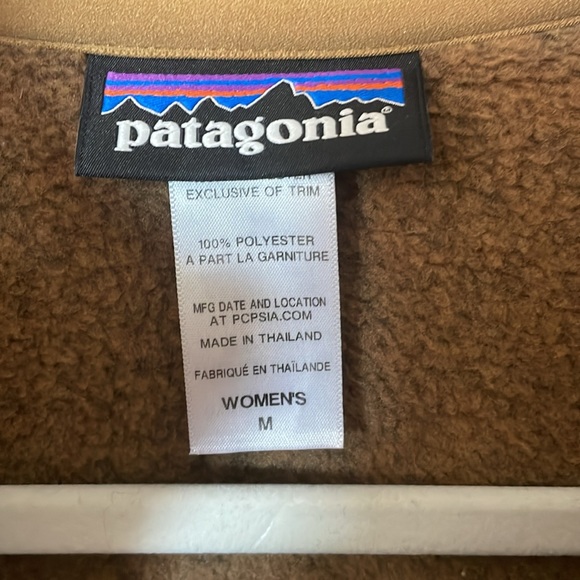 patagonia®
EXCLUSIVE OF TRIM
100% POLYESTER
A PART LA GARNITURE
MFG DATE AND LOCATION
AT PCPSIA.COM
MADE IN THAILAND
FABRIQUÉ EN THAÏLANDE
WOMEN'S
M